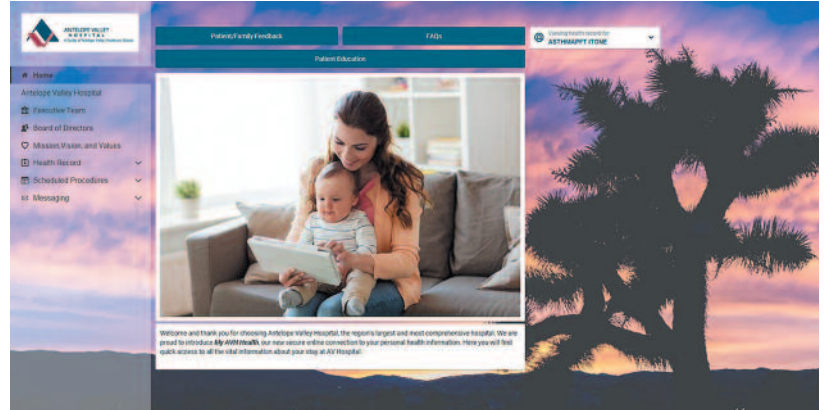 ANTELOPE VALLEY
HOSPITAL
Patient/Family Feedback
FAQs
Viewing health record for
ASTHMAPFT ITONE
Patient Education
Home
Antelope Valley Hospital
Executive Team
Board of Directors
Mission, Vision, and Values
Health Record
Scheduled Procedures
Messaging
Welcome and thank you for choosing Antelope Valley Hospital, the region's largest and most comprehensive hospital. We are
proud to introduce My AVH Health, our new secure online connection to your personal health information. Here you will find
quick access to all the vital information about your stay at AV Hospital.